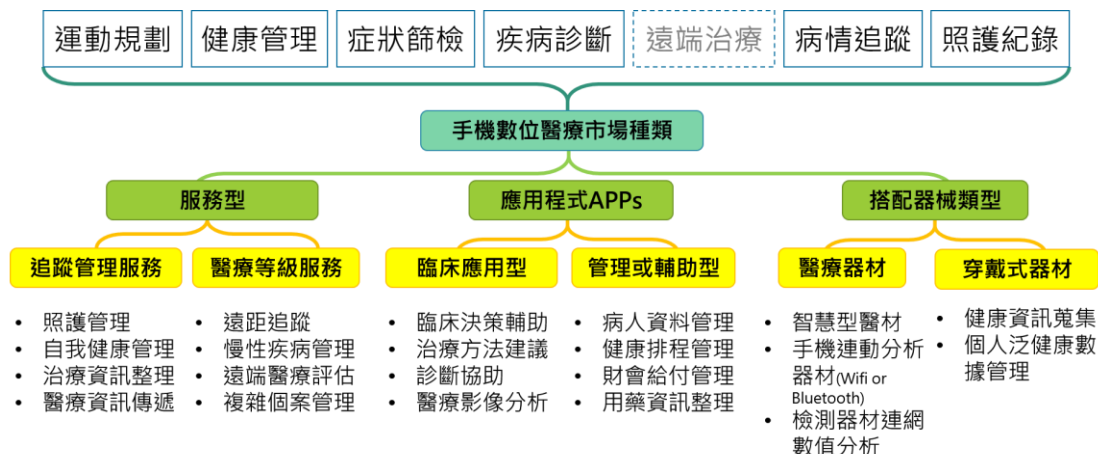 運動規劃
健康管理
症狀篩檢
疾病診斷
遠端治療
病情追蹤
照護紀錄
手機數位醫療市場種類
服務型
應用程式APPs
搭配器械類型
追蹤管理服務
醫療等級服務
臨床應用型
管理或輔助型
醫療器材
穿戴式器材
• 照護管理
• 自我健康管理
• 治療資訊整理
• 醫療資訊傳遞
• 遠距追蹤
• 慢性疾病管理
• 遠端醫療評估
• 複雜個案管理
• 臨床決策輔助
• 治療方法建議
• 診斷協助
• 醫療影像分析
• 病人資料管理
• 健康排程管理
• 財會給付管理
• 用藥資訊整理
• 智慧型醫材
• 手機連動分析
器材(Wifi or
Bluetooth)
• 檢測器材連網
數值分析
• 健康資訊蒐集
• 個人泛健康數
據管理